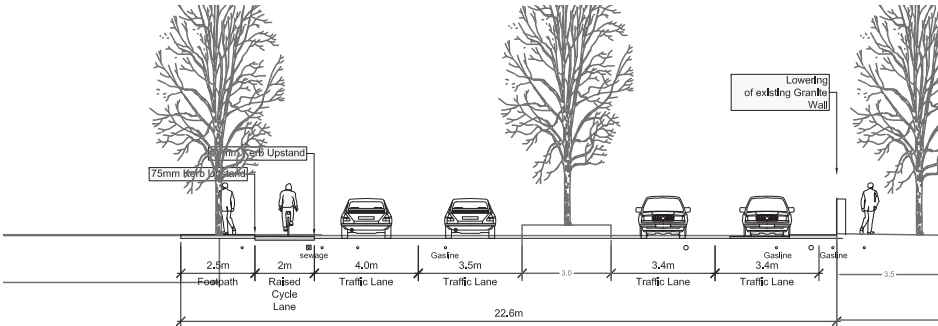 Lowering
of existing Granite
Wall
Kerb Upstand
75mm Kerb Upstand
sewage
Gasline
Gasline
Gasline
2.5m
2m
4.0m
3.5m
3,0
3.4m
3.4m
3,5
Footpath
Raised
Cycle
Lane
Traffic Lane
Traffic Lane
Traffic Lane
Traffic Lane
22.6m